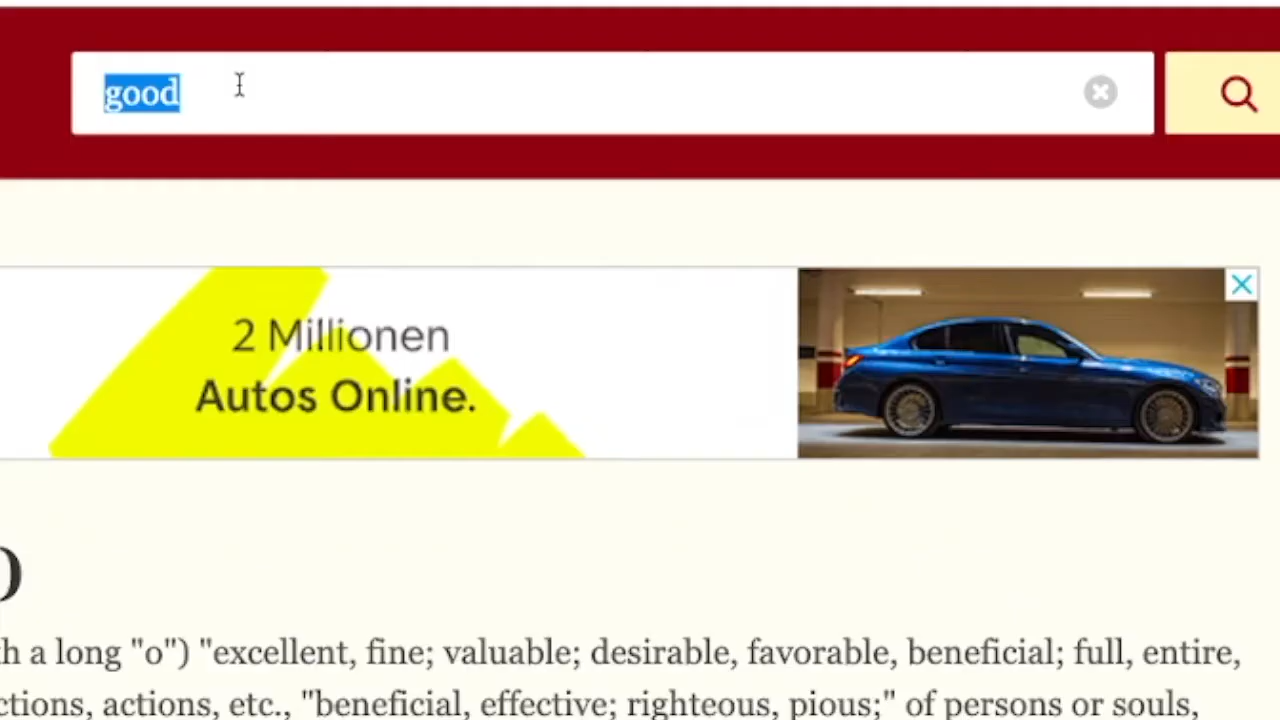 good
2 Millionen
Autos Online.
a long "o") "excellent, fine; valuable; desirable, favorable, beneficial; full, entire,
actions, etc., "beneficial, effective; righteous, pious;" of persons or souls,